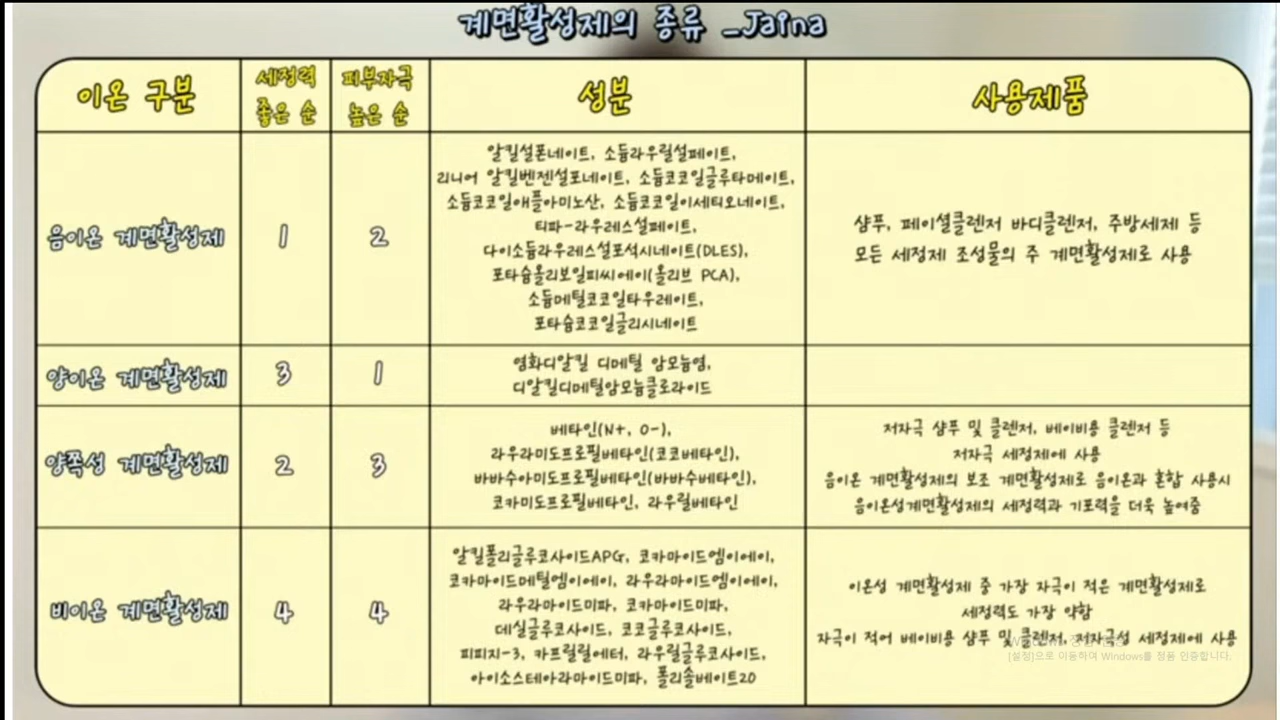 계면활성제의 종류 _Jaina
이온 구분
세정력
좋은 순
피부자극
높은 순
성분
사용제품
음이온 계면활성제
1
2
알킬설폰네이트, 소듐라우릴설페이트,
리니어 알킬벤젠설포네이트, 소듐코코일글루타메이트,
소듐코코일애플아미노산, 소듐코코일이세티오네이트,
티파-라우레스설페이트,
다이소듐라우레스설포석시네이트(DLES),
포타슘올리보일피씨에이(올리브 PCA),
소듐메틸코코일타우레이트,
포타슘코코일글리시네이트
샴푸, 페이셜클렌저 바디클렌저, 주방세제 등
모든 세정제 조성물의 주 계면활성제로 사용
양이온 계면활성제
3
1
염화디알킬 디메틸 암모늄염,
디알킬디메틸암모늄클로라이드
양쪽성 계면활성제
2
3
베타인(N+, O-),
라우라미도프로필베타인(코코베타인),
바바수아미도프로필베타인(바바수베타인),
코카미도프로필베타인, 라우릴베타인
저자극 샴푸 및 클렌저, 베이비용 클렌저 등
저자극 세정제에 사용
음이온 계면활성제의 보조 계면활성제로 음이온과 혼합 사용시
음이온성계면활성제의 세정력과 기포력을 더욱 높여줌
비이온 계면활성제
4
4
알킬폴리글루코사이드APG, 코카마이드엠이에이,
코카마이드메틸엠이에이, 라우라마이드엠이에이,
라우라마이드미파, 코카마이드미파,
데실글루코사이드, 코코글루코사이드,
피피지-3, 카프릴릴에터, 라우릴글루코사이드,
아이소스테아라마이드미파, 폴리솔베이트20
이온성 계면활성제 중 가장 자극이 적은 계면활성제로
세정력도 가장 약함
자극이 적어 베이비용 샴푸 및 클렌저, 저자극성 세정제에 사용
[설정]으로 이동하여 Windows를 정품 인증합니다.